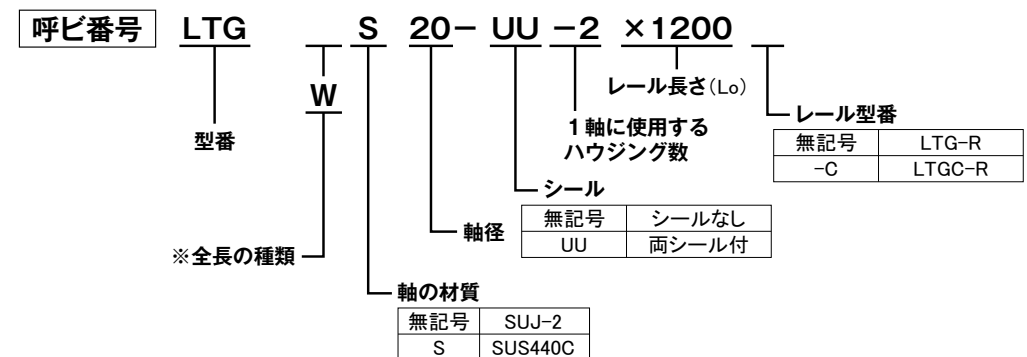 呼ビ番号 LTG S 20- UU -2 ×1200
W
レール長さ(Lo)
レール型番
無記号 LTG-R
-C LTGC-R
1軸に使用する
ハウジング数
型番
シール
無記号 シールなし
UU 両シール付
軸径
※全長の種類
軸の材質
無記号 SUJ-2
S SUS440C